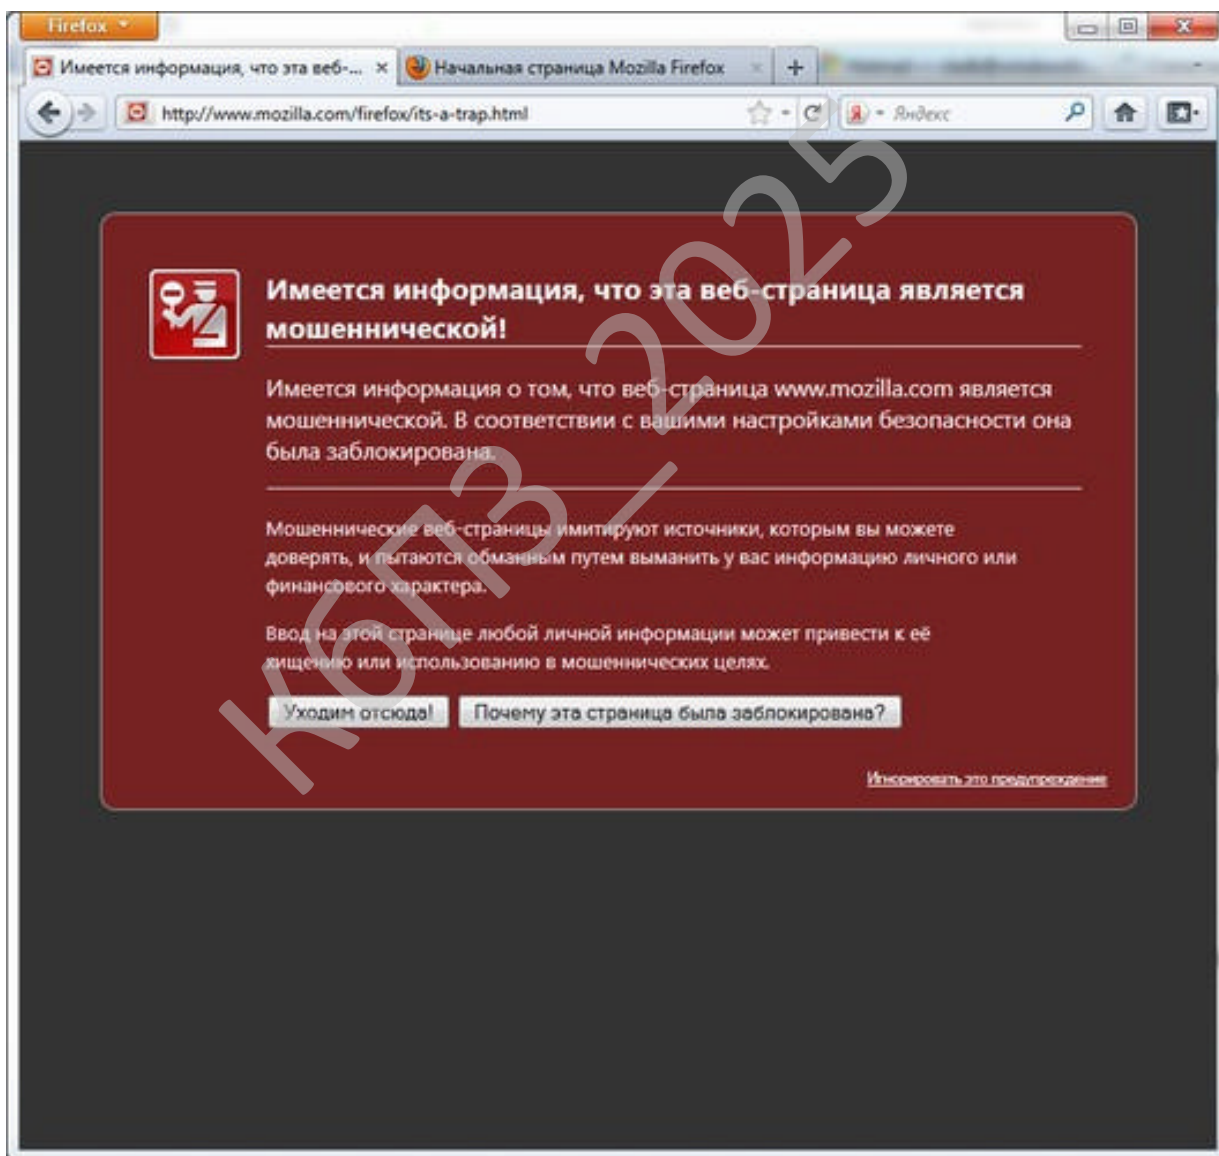 Firefox
Имеется информация, что эта веб-...
Начальная страница Mozilla Firefox
http://www.mozilla.com/firefox/its-a-trap.html
Яндекс
Имеется информация, что эта веб-страница является
мошеннической!
Имеется информация о том, что веб-страница www.mozilla.com является
мошеннической. В соответствии с вашими настройками безопасности она
была заблокирована.
Мошеннические веб-страницы имитируют источники, которым вы можете
доверять, и пытаются обманным путем выманить у вас информацию личного или
финансового характера.
Ввод на этой странице любой личной информации может привести к её
хищению или использованию в мошеннических целях.
Уходим отсюда!
Почему эта страница была заблокирована?
Игнорировать это предупреждение
КБПЗ_2025